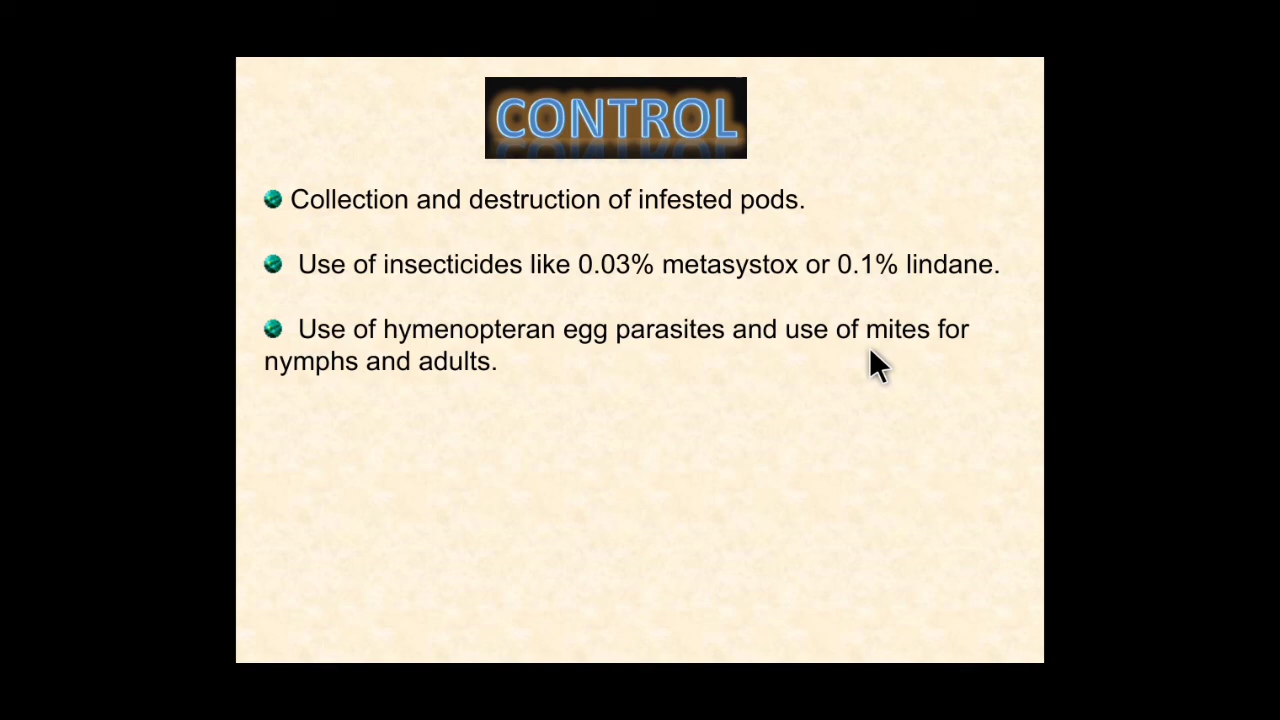 CONTROL
Collection and destruction of infested pods.
Use of insecticides like 0.03% metasystox or 0.1% lindane.
Use of hymenopteran egg parasites and use of mites for
nymphs and adults.